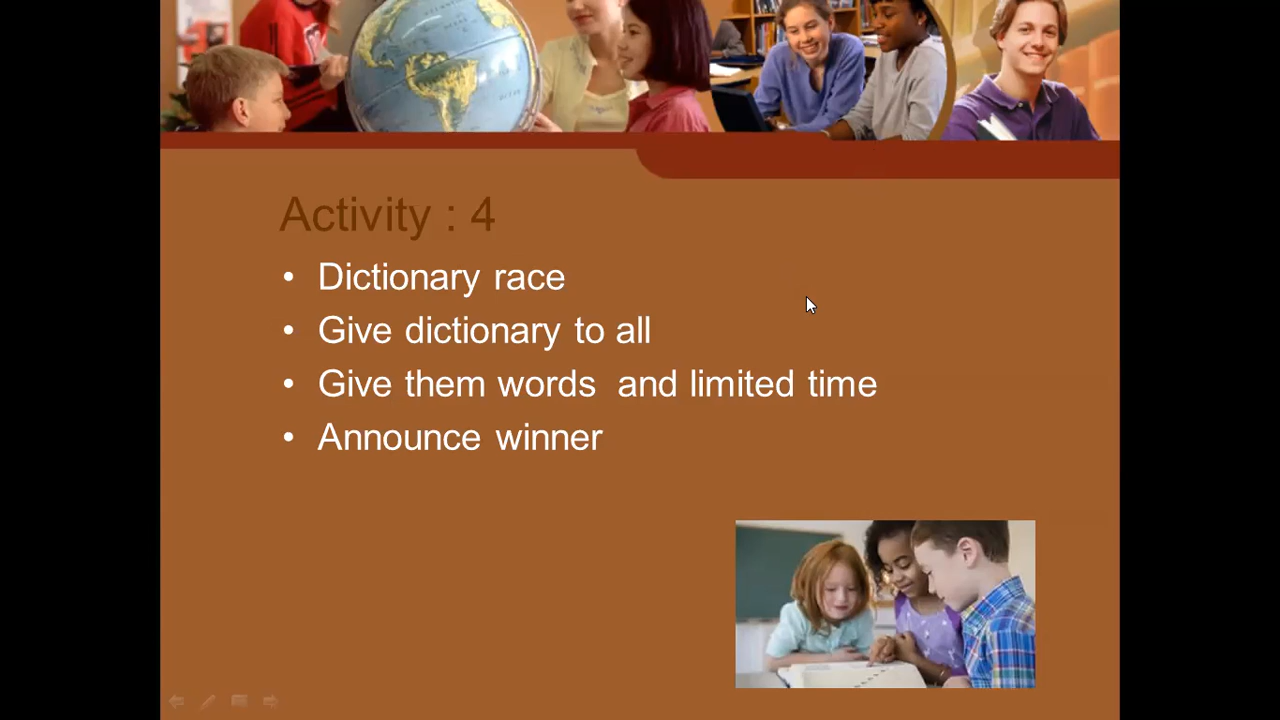 Activity : 4
• Dictionary race
• Give dictionary to all
• Give them words  and limited time
• Announce winner